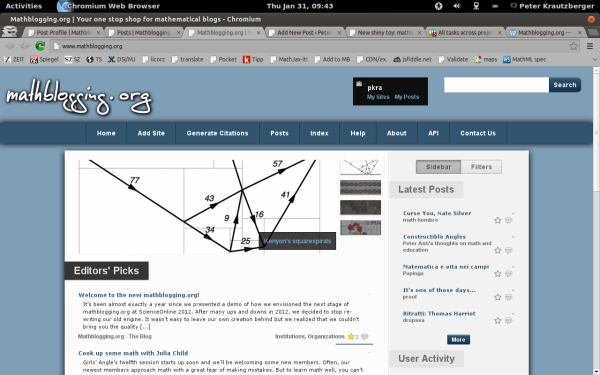 Activities
Chromium Web Browser
Thu Jan 31, 09:43
Peter Krautzberger
Mathblogging.org | Your one stop shop for mathematical blogs - Chromium
Post Profile | Mathb
Posts | Mathblogging.
Mathblogging.org | Y
Add New Post ‹ Pete
New shiny toy: math
All tasks across proje
Mathblogging.org —
www.mathblogging.org
ZEIT
Spiegel
SZ
TS
DS/MJ
licorc
translate
Pocket
Tipp
Math.lax-it!
Add to MB
CDN/ex.
jsfiddle.net
Validate
maps
MathML spec
mathblogging.org
pkra
My Sites My Posts
Search
Home
Add Site
Generate Citations
Posts
Index
Help
About
API
Contact Us
77
57
43
41
9
16
34
25
Kenyon's squarespirals
Editors' Picks
Welcome to the new mathblogging.org!
It's been almost exactly a year since we presented a demo of how we envisioned the next stage of
mathblogging.org at ScienceOnline 2012. After many ups and downs in 2012, we decided to stop re-
writing our old engine. It wasn't easy to leave our own creation behind but we realized that we couldn't
bring you the quality [...]
Mathblogging.org - The Blog
Institutions, Organizations
2
Cook up some math with Julia Child
Girls' Angle's twelfth session starts up soon and we'll be welcoming some new members. Often, our
newest members approach math with a great fear of making mistakes. But to learn math well, you can't
Sidebar
Filters
Latest Posts
Curse You, Nate Silver
math hombre
Constructible Angles
Peter Ash's thoughts on math and
education
Matematica e vita nei campi
Popinga
It's one of those days...
proof
Ritratti: Thomas Harriot
dropsea
More
User Activity